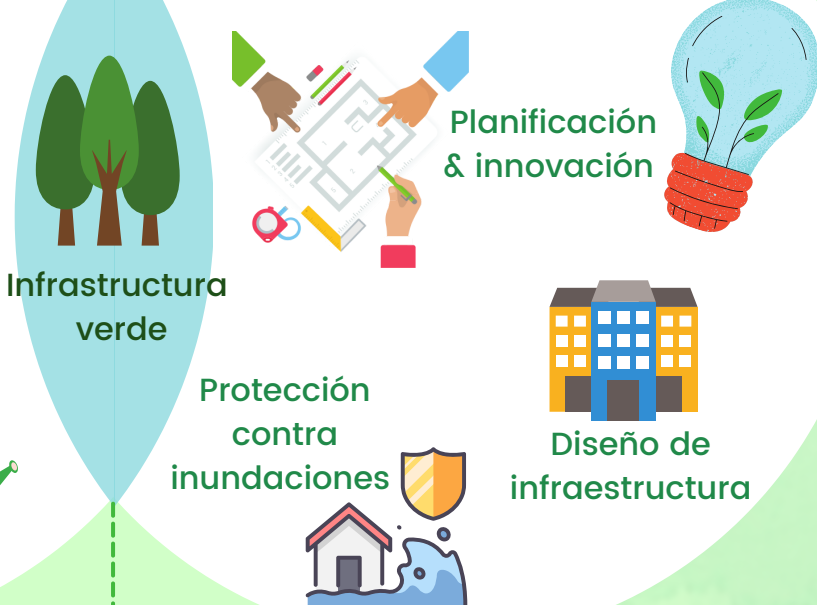 Planificación
& innovación
Infrastructura
verde
Protección
contra
inundaciones
Diseño de
infraestructura